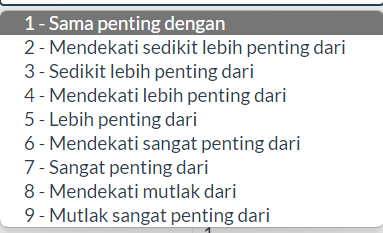 1 - Sama penting dengan
2 - Mendekati sedikit lebih penting dari
3 - Sedikit lebih penting dari
4 - Mendekati lebih penting dari
5 - Lebih penting dari
6 - Mendekati sangat penting dari
7 - Sangat penting dari
8 - Mendekati mutlak dari
9 - Mutlak sangat penting dari